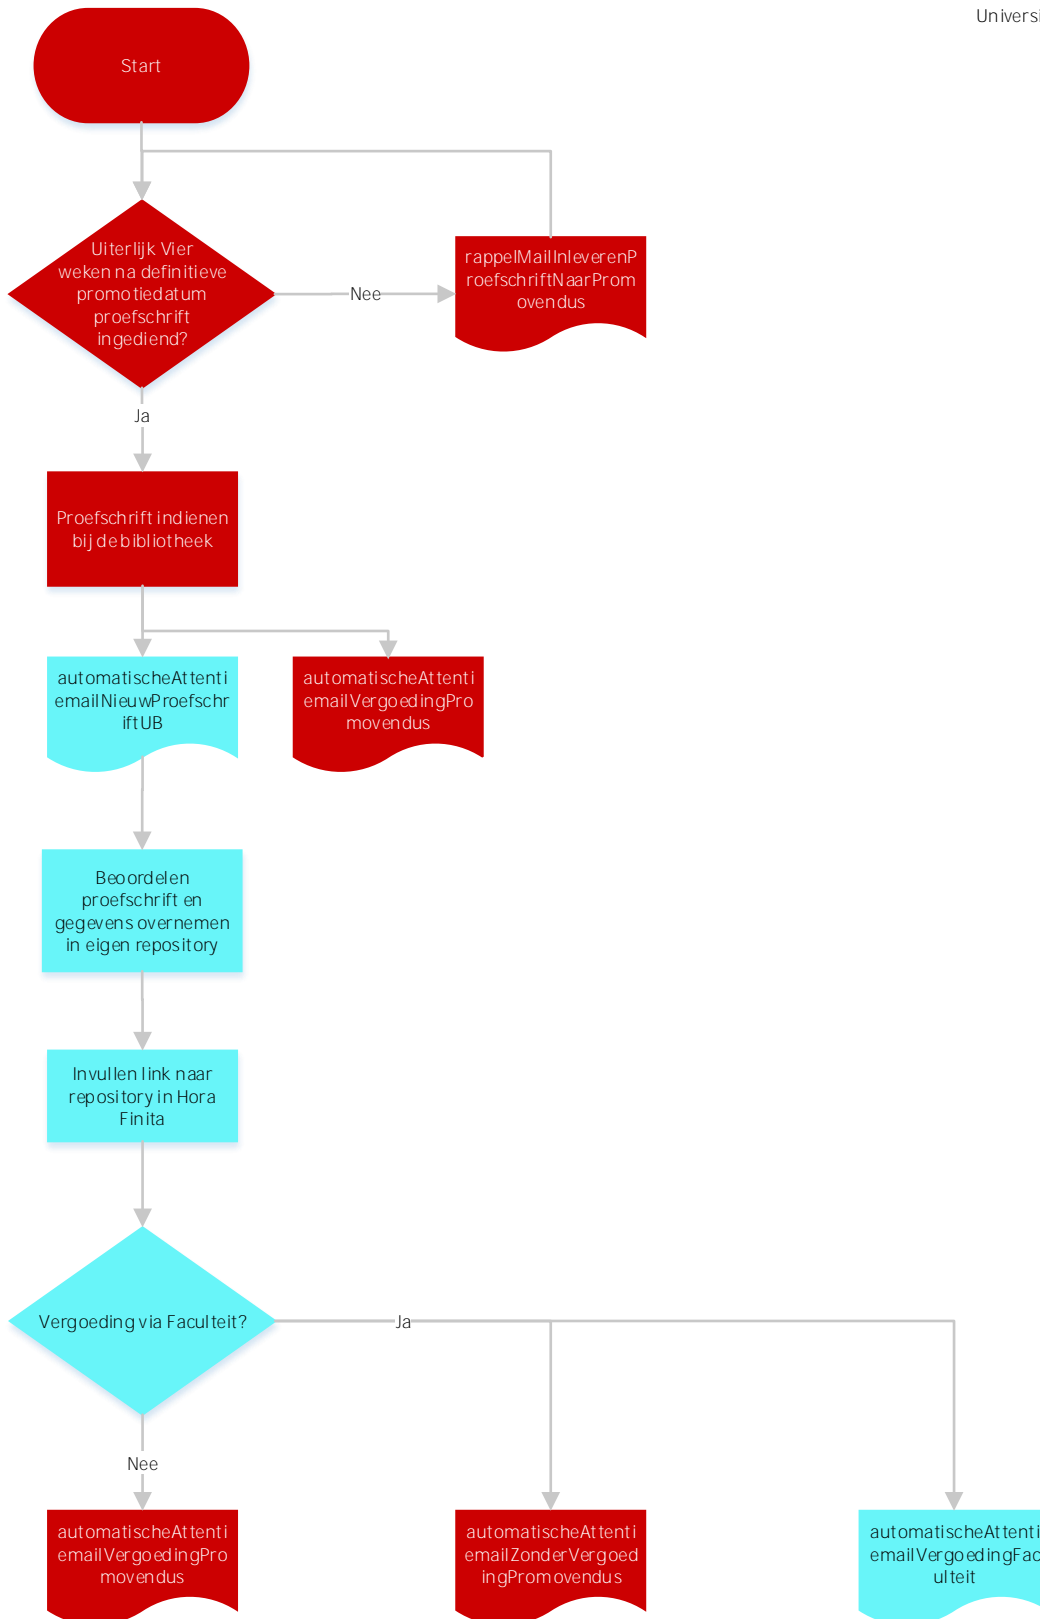 Universi
Start
Uiterlijk Vier
weken na definitieve
promotiedatum
proefschrift
ingediend?
Nee
rappelMailInleverenP
roefschriftNaarProm
ovendus
Ja
Proefschrift indienen
bij de bibliotheek
automatischeAttenti
emailNieuwProefschr
iftUB
automatischeAttenti
emailVergoedingPro
movendus
Beoordelen
proefschrift en
gegevens overnemen
in eigen repository
Invullen link naar
repository in Hora
Finita
Vergoeding via Faculteit?
Ja
Nee
automatischeAttenti
emailVergoedingPro
movendus
automatischeAttenti
emailZonderVergoed
ingPromovendus
automatischeAttenti
emailVergoedingFac
ulteit